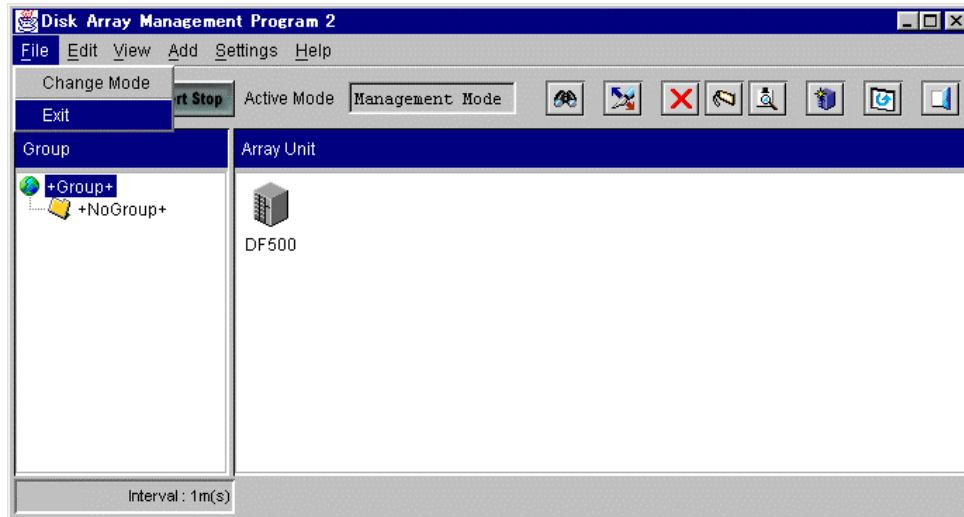 Disk Array Management Program 2
File Edit View Add Settings Help
Change Mode
Exit
rt Stop Active Mode Management Mode
Group
Array Unit
+Group+
+NoGroup+
DF500
Interval : 1m(s)